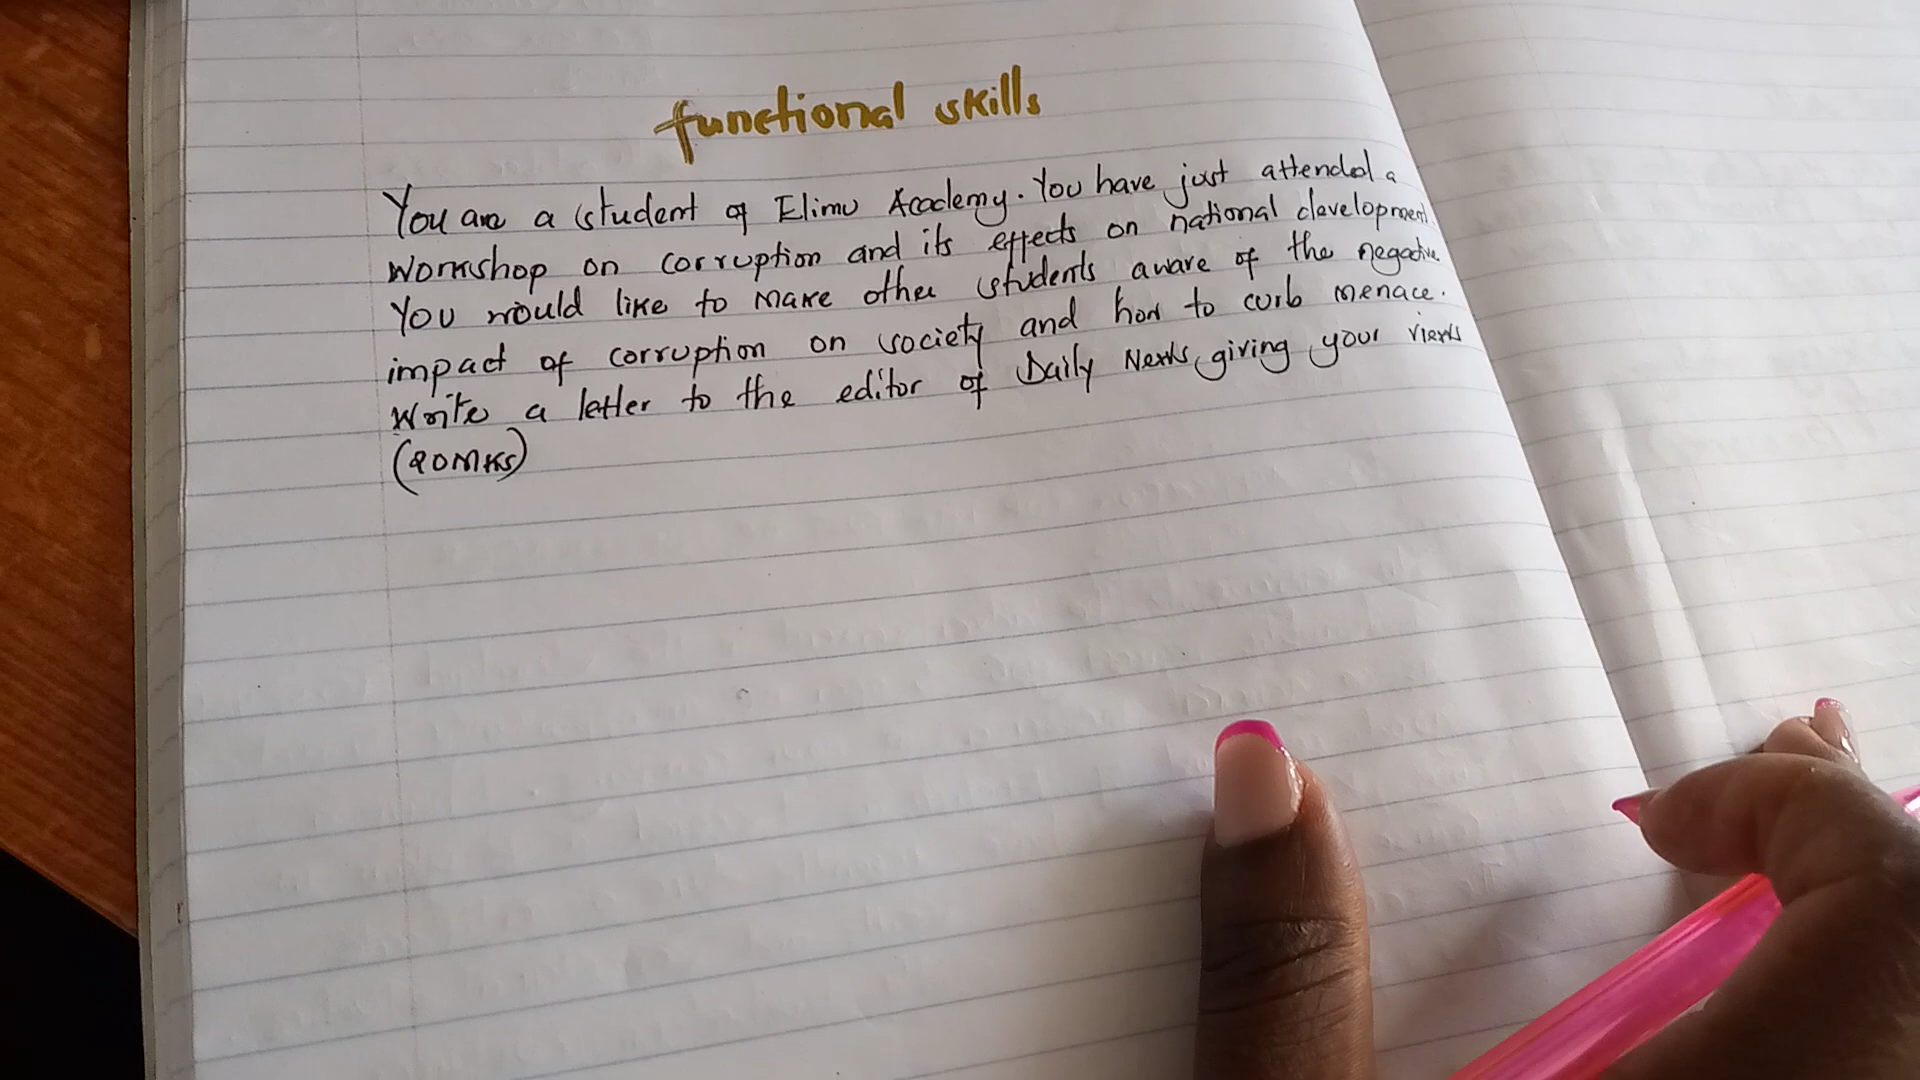 functional skills
You are a student of Elimu Academy. You have just attended a
workshop on corruption and its effects on national development.
You would like to make other students aware of the negative
impact of corruption on society and how to curb menace.
Write a letter to the editor of Daily News, giving your views
(20MKS)